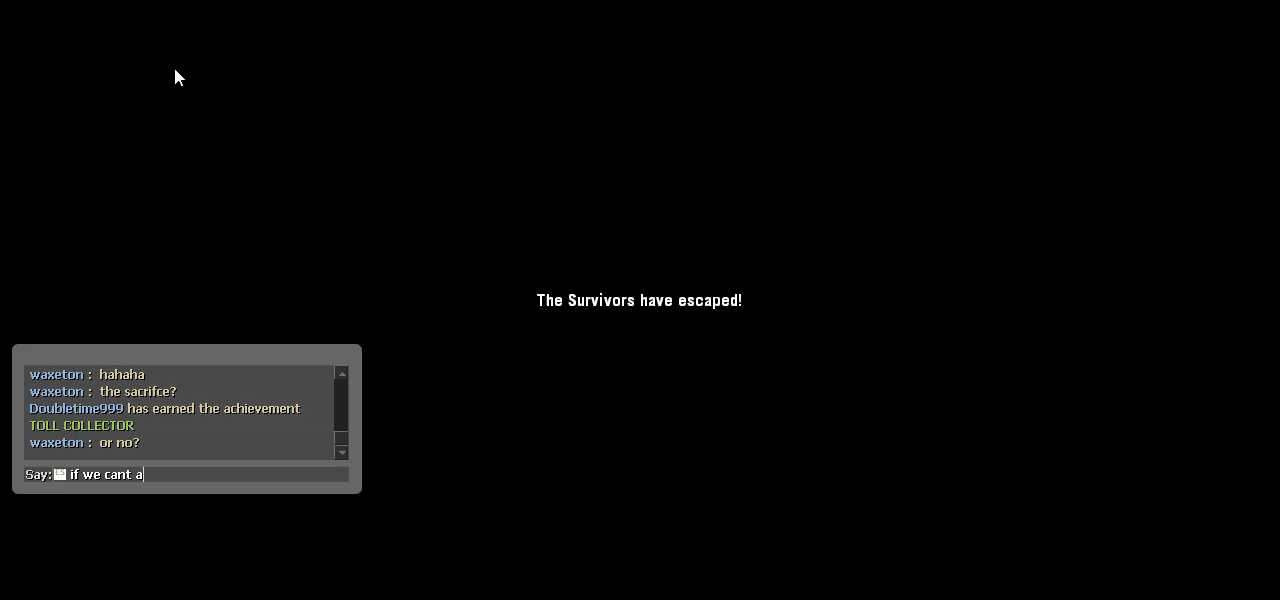 The Survivors have escaped!
waxeton : hahaha
waxeton : the sacrifce?
Doubletime999 has earned the achievement
TOLL COLLECTOR
waxeton : or no?
Say: if we cant a